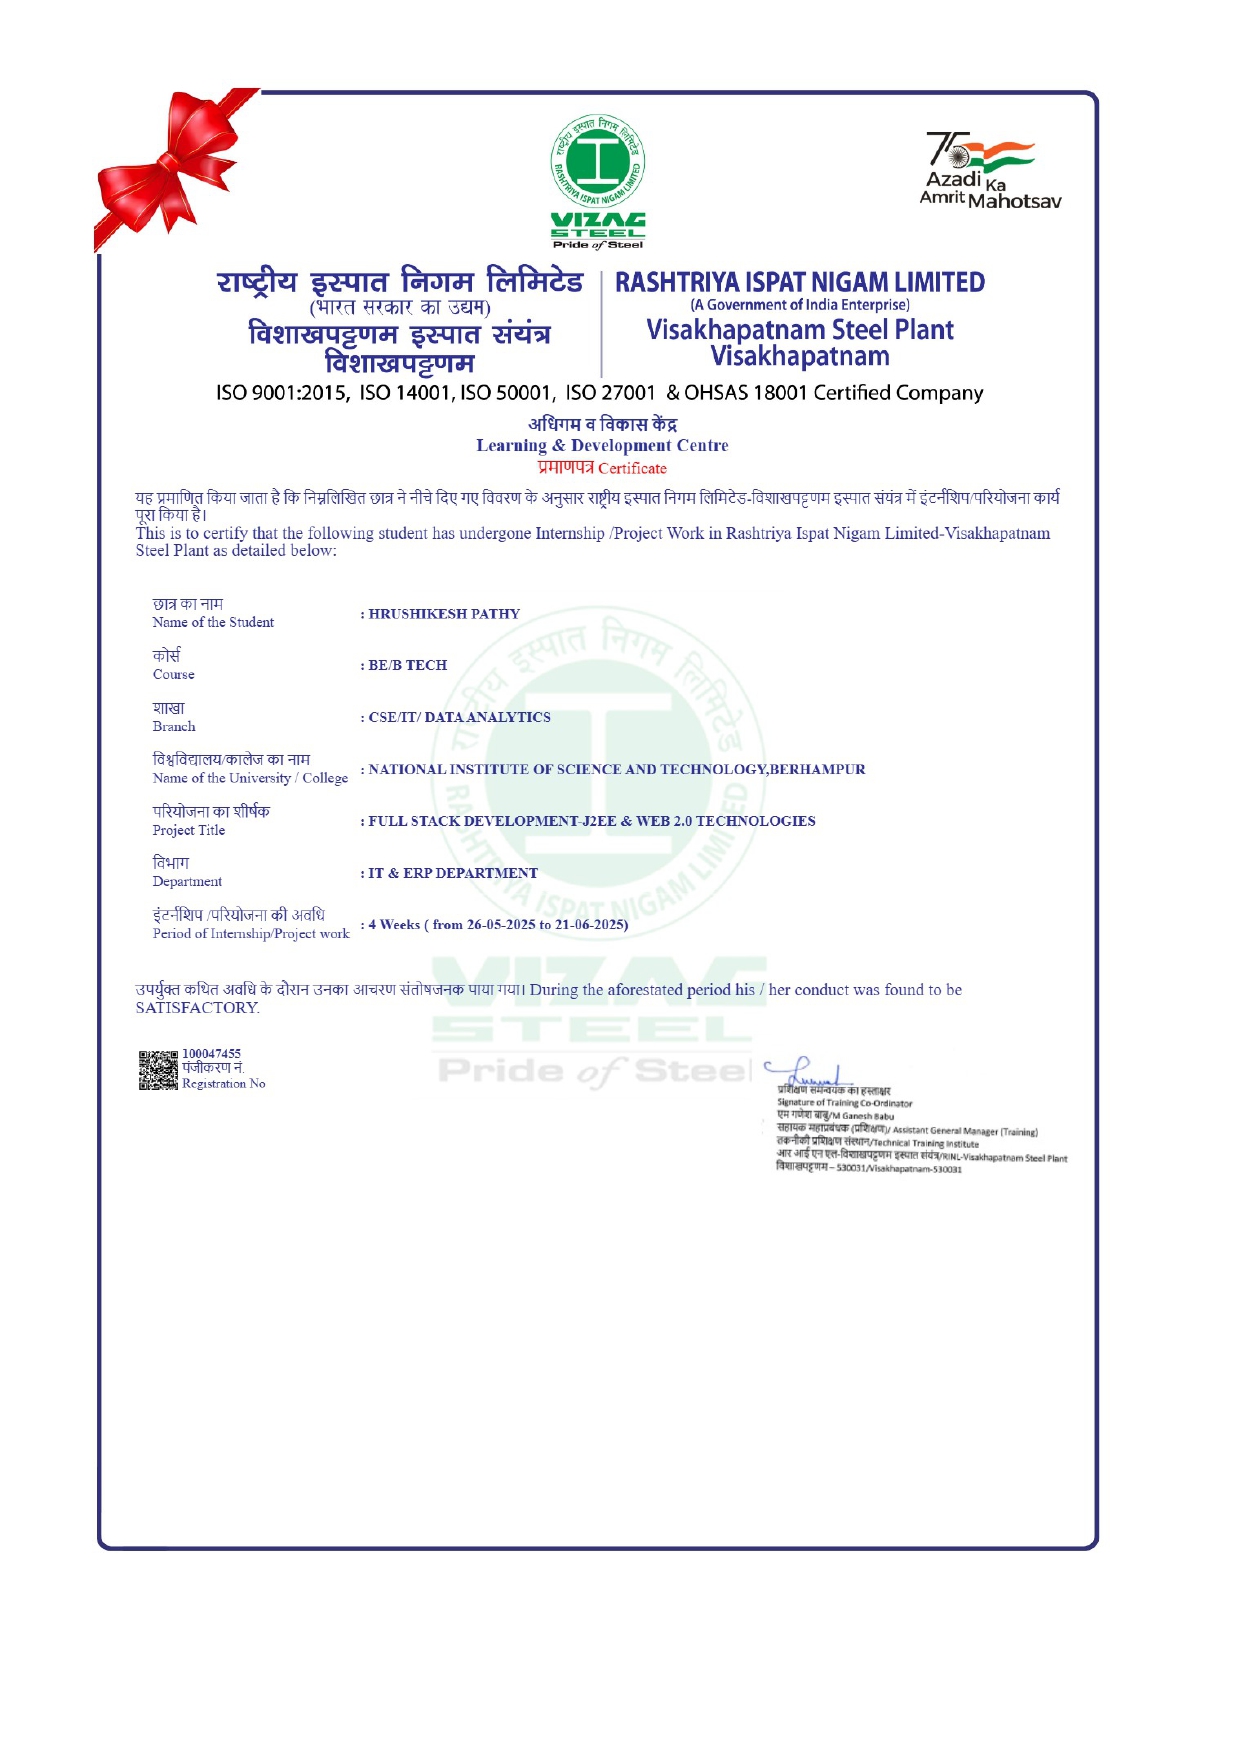 राष्ट्रीय इस्पात निगम लिमिटेड
RASHTRIYA ISPAT NIGAM LIMITED
VIZAG
STEEL
Pride of Steel
75
Azadi Ka
Amrit Mahotsav
राष्ट्रीय इस्पात निगम लिमिटेड
(भारत सरकार का उद्यम)
विशाखपट्टणम इस्पात संयंत्र
विशाखपट्टणम
RASHTRIYA ISPAT NIGAM LIMITED
(A Government of India Enterprise)
Visakhapatnam Steel Plant
Visakhapatnam
ISO 9001:2015, ISO 14001, ISO 50001, ISO 27001 & OHSAS 18001 Certified Company
अधिगम व विकास केंद्र
Learning & Development Centre
प्रमाणपत्र Certificate
यह प्रमाणित किया जाता है कि निम्नलिखित छात्र ने नीचे दिए गए विवरण के अनुसार राष्ट्रीय इस्पात निगम लिमिटेड-विशाखपट्टणम इस्पात संयंत्र में इंटर्नशिप/परियोजना कार्य
पूरा किया है।
This is to certify that the following student has undergone Internship /Project Work in Rashtriya Ispat Nigam Limited-Visakhapatnam
Steel Plant as detailed below:
छात्र का नाम
Name of the Student : HRUSHIKESH PATHY
कोर्स
Course : BE/B TECH
शाखा
Branch : CSE/IT/ DATA ANALYTICS
विश्वविद्यालय/कालेज का नाम
Name of the University / College : NATIONAL INSTITUTE OF SCIENCE AND TECHNOLOGY,BERHAMPUR
परियोजना का शीर्षक
Project Title : FULL STACK DEVELOPMENT-J2EE & WEB 2.0 TECHNOLOGIES
विभाग
Department : IT & ERP DEPARTMENT
इंटर्नशिप /परियोजना की अवधि
Period of Internship/Project work : 4 Weeks ( from 26-05-2025 to 21-06-2025)
राष्ट्रीय इस्पात निगम लिमिटेड
RASHTRIYA ISPAT NIGAM LIMITED
VIZAG
STEEL
Pride of Steel
उपर्युक्त कथित अवधि के दौरान उनका आचरण संतोषजनक पाया गया। During the aforestated period his / her conduct was found to be
SATISFACTORY.
100047455
पंजीकरण नं.
Registration No
प्रशिक्षण समन्वयक का हस्ताक्षर
Signature of Training Co-Ordinator
एम गणेश बाबु/M Ganesh Babu
सहायक महाप्रबंधक (प्रशिक्षण)/ Assistant General Manager (Training)
तकनीकी प्रशिक्षण संस्थान/Technical Training Institute
आर आई एन एल-विशाखपट्टणम इस्पात संयंत्र/RINL-Visakhapatnam Steel Plant
विशाखपट्टणम – 530031/Visakhapatnam-530031